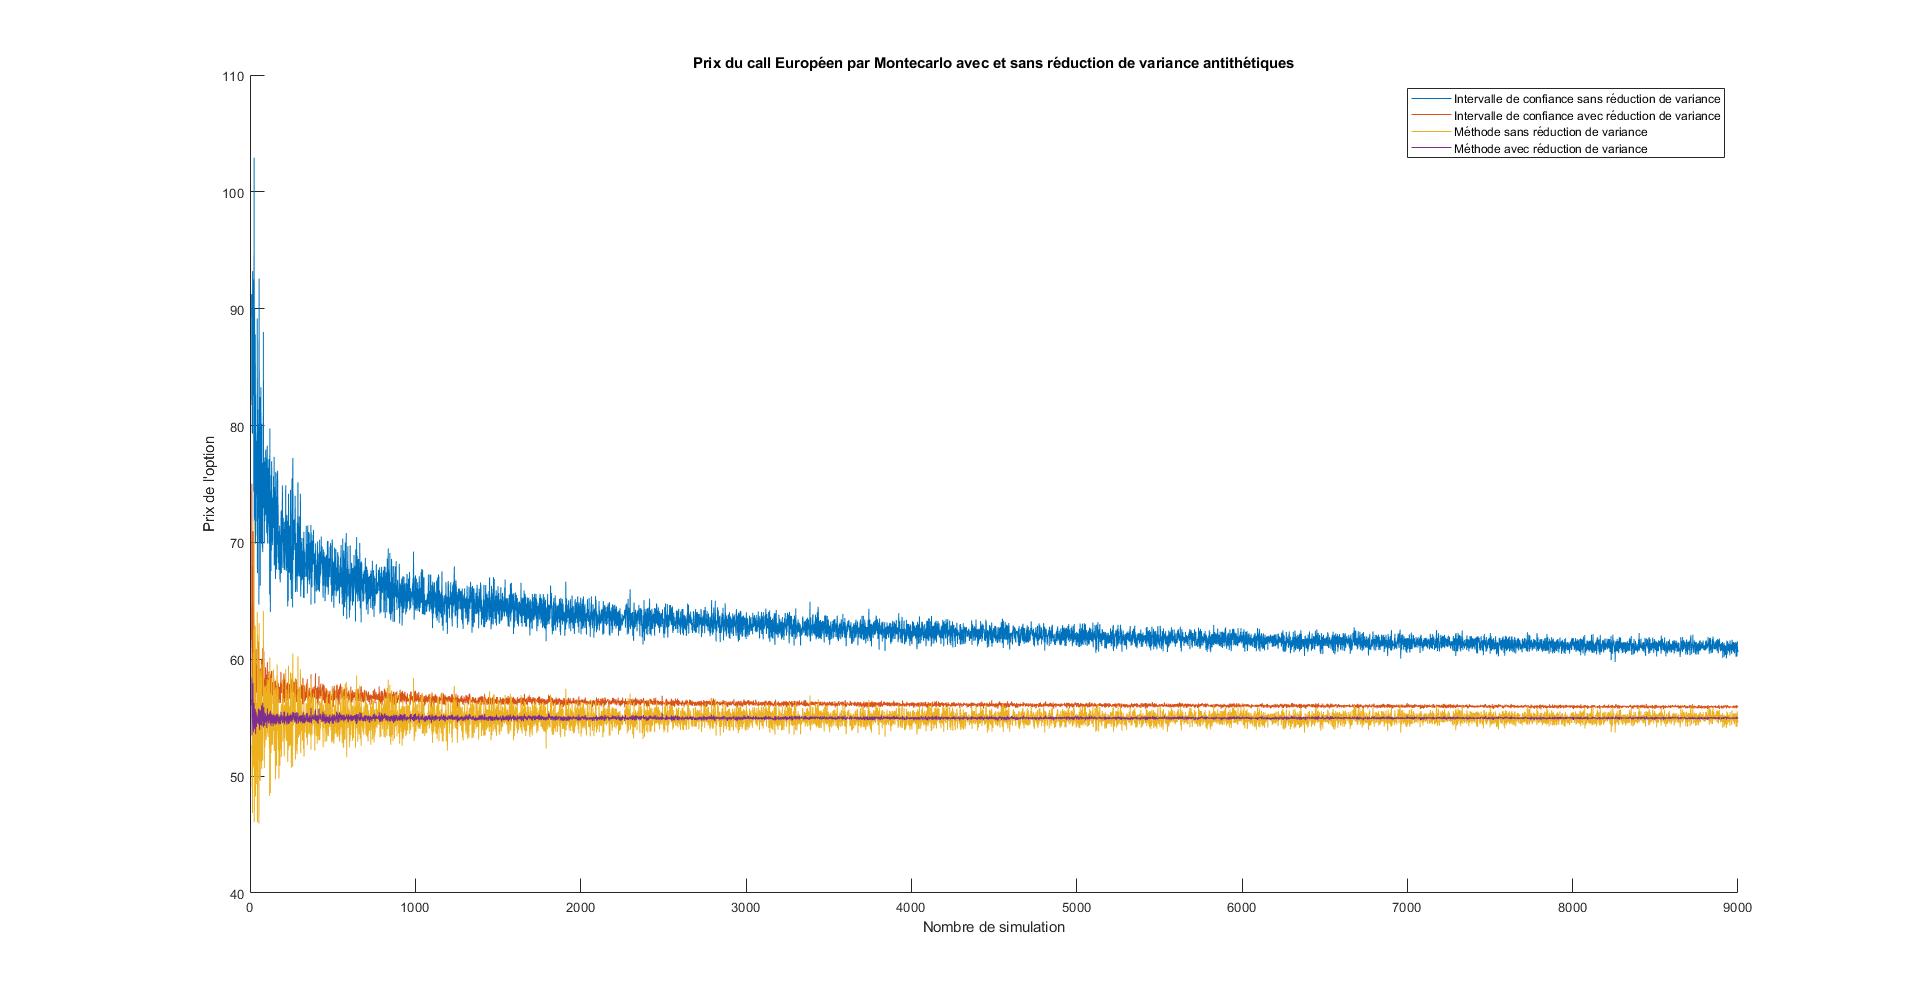 Prix du call Européen par Montecarlo avec et sans réduction de variance antithétiques
Intervalle de confiance sans réduction de variance
Intervalle de confiance avec réduction de variance
Méthode sans réduction de variance
Méthode avec réduction de variance
Prix de l'option
110
100
90
80
70
60
50
40
0
1000
2000
3000
4000
5000
6000
7000
8000
9000
Nombre de simulation